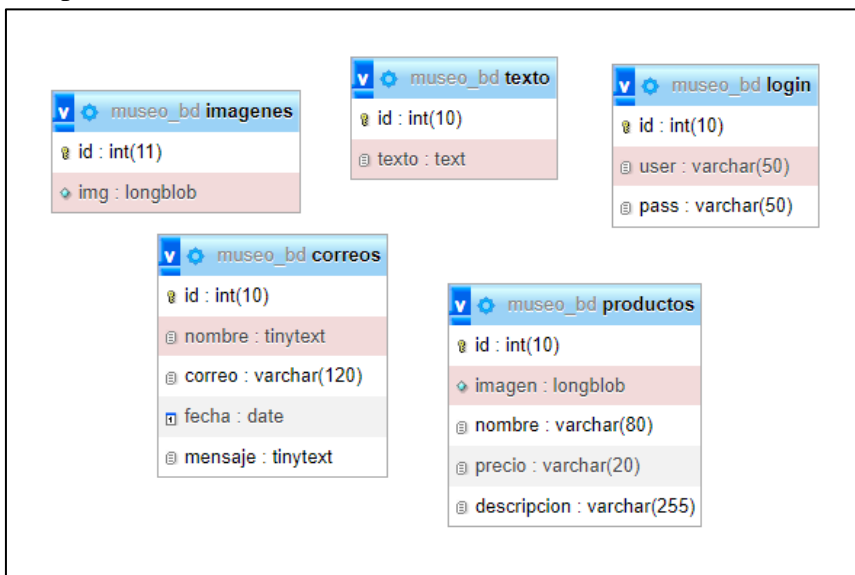 museo_bd imagenes
id : int(11)
img : longblob
museo_bd texto
id : int(10)
texto : text
museo_bd login
id : int(10)
user : varchar(50)
pass : varchar(50)
museo_bd correos
id : int(10)
nombre : tinytext
correo : varchar(120)
fecha : date
mensaje : tinytext
museo_bd productos
id : int(10)
imagen : longblob
nombre : varchar(80)
precio : varchar(20)
descripcion : varchar(255)